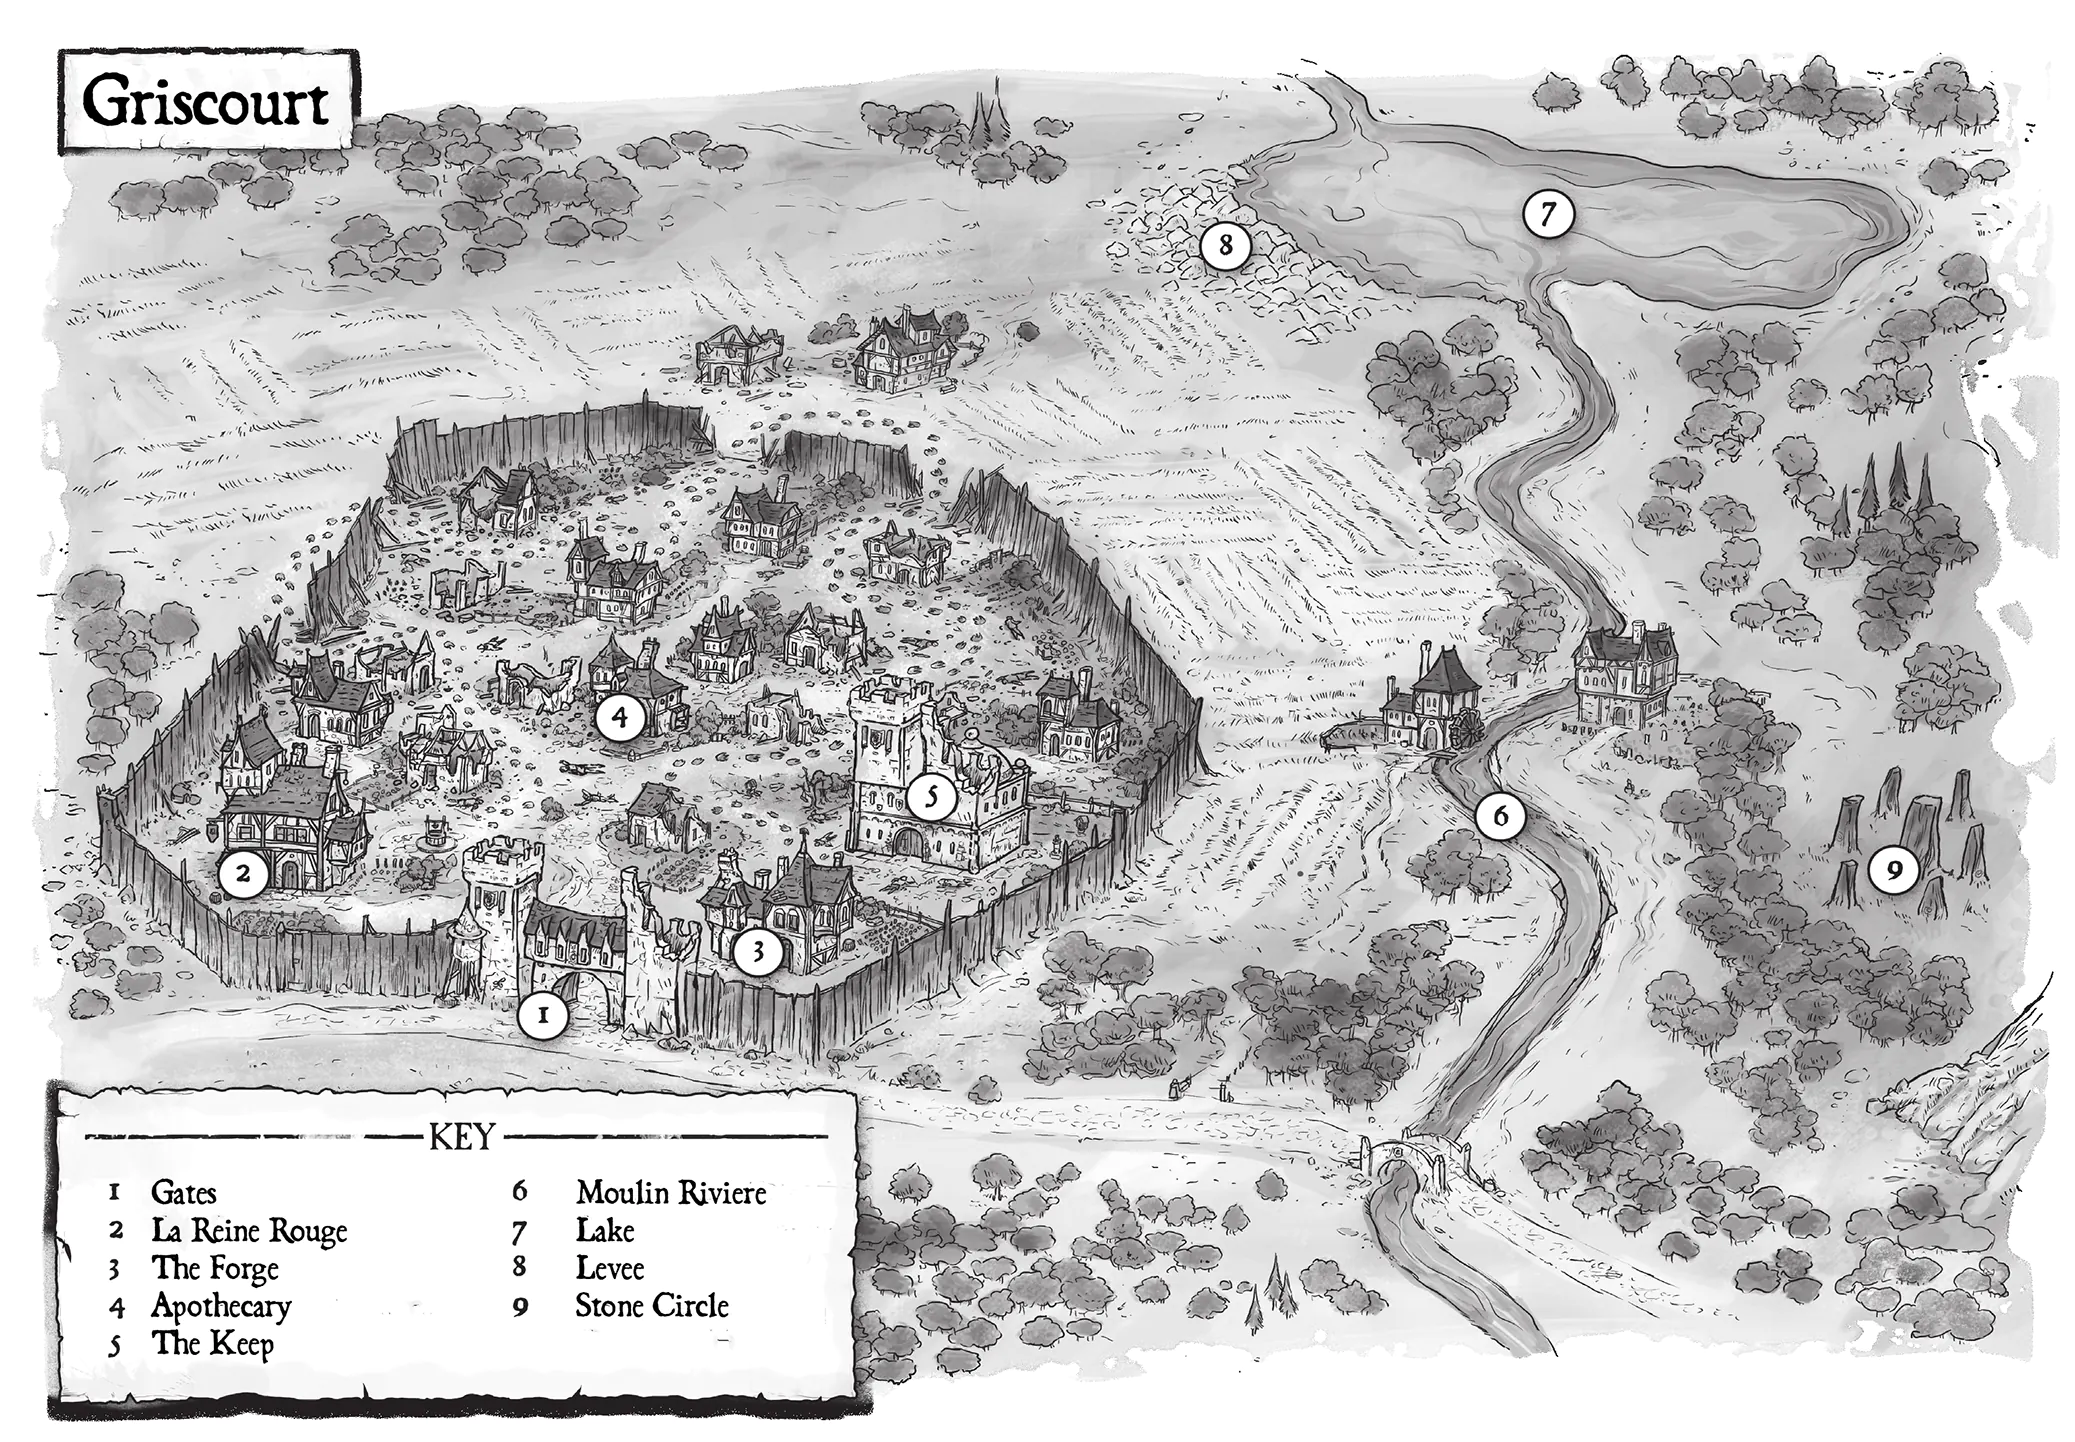 Griscourt
7
8
4
5
6
2
9
3
1
KEY
1 Gates
2 La Reine Rouge
3 The Forge
4 Apothecary
5 The Keep
6 Moulin Riviere
7 Lake
8 Levee
9 Stone Circle